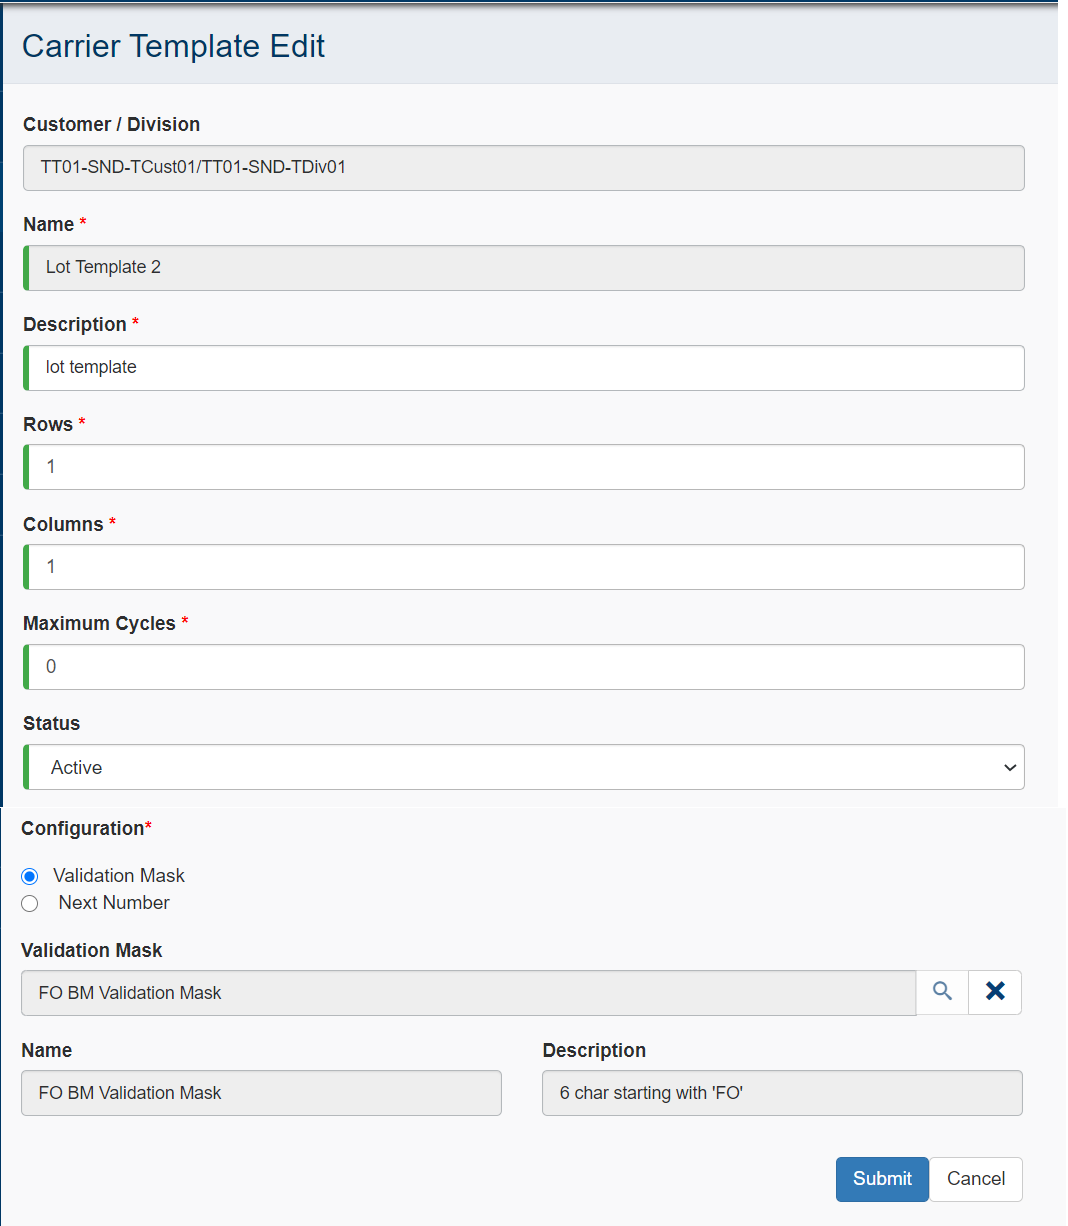 Carrier Template Edit
Customer / Division
TT01-SND-TCust01/TT01-SND-TDiv01
Name *
Lot Template 2
Description *
lot template
Rows *
1
Columns *
1
Maximum Cycles *
0
Status
Active
Configuration*
Validation Mask
Next Number
Validation Mask
FO BM Validation Mask
Name Description
FO BM Validation Mask 6 char starting with 'FO'
Submit Cancel